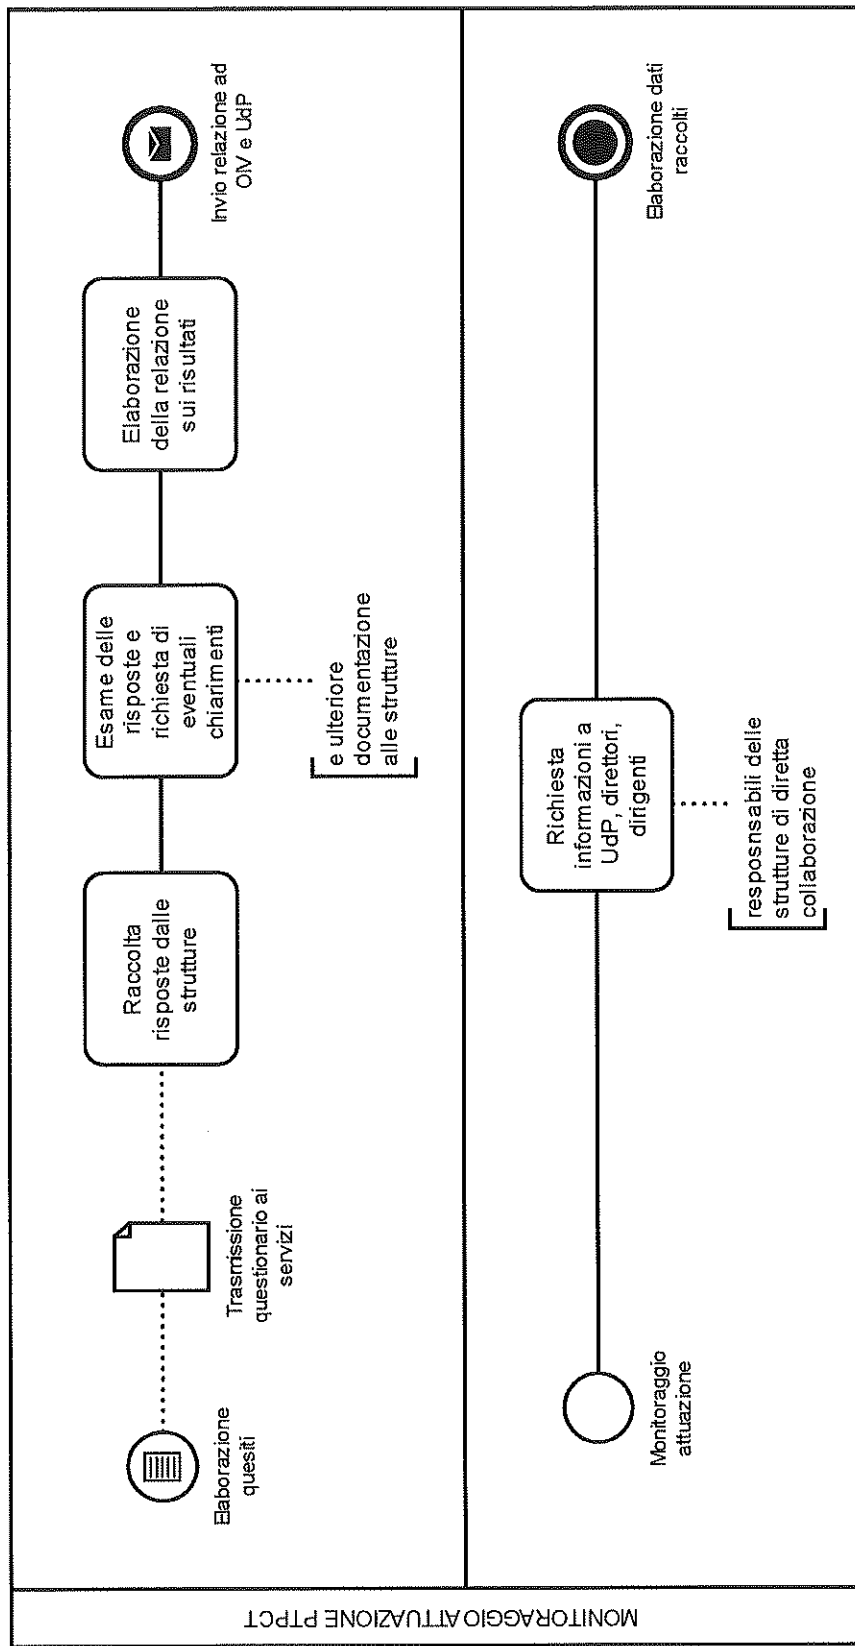 MONITORAGGIO ATTUAZIONE PTPCT
Elaborazione
quesiti
Trasmissione
questionario ai
servizi
Raccolta
risposte dalle
strutture
Esame delle
risposte e
richiesta di
eventuali
chiarimenti
e ulteriore
documentazione
alle strutture
Elaborazione
della relazione
sui risultati
Invio relazione ad
OIV e UdP
Monitoraggio
attuazione
Richiesta
informazioni a
UdP, direttori,
dirigenti
resposnsabili delle
strutture di diretta
collaborazione
Elaborazione dati
raccolti